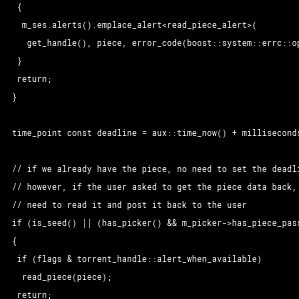 {
m_ses.alerts().emplace_alert<read_piece_alert>(
get_handle(), piece, error_code(boost::system::errc::op
}
return;
}
time_point const deadline = aux::time_now() + milliseconds
// if we already have the piece, no need to set the deadli
// however, if the user asked to get the piece data back,
// need to read it and post it back to the user
if (is_seed() || (has_picker() && m_picker->has_piece_pass
{
if (flags & torrent_handle::alert_when_available)
read_piece(piece);
return;